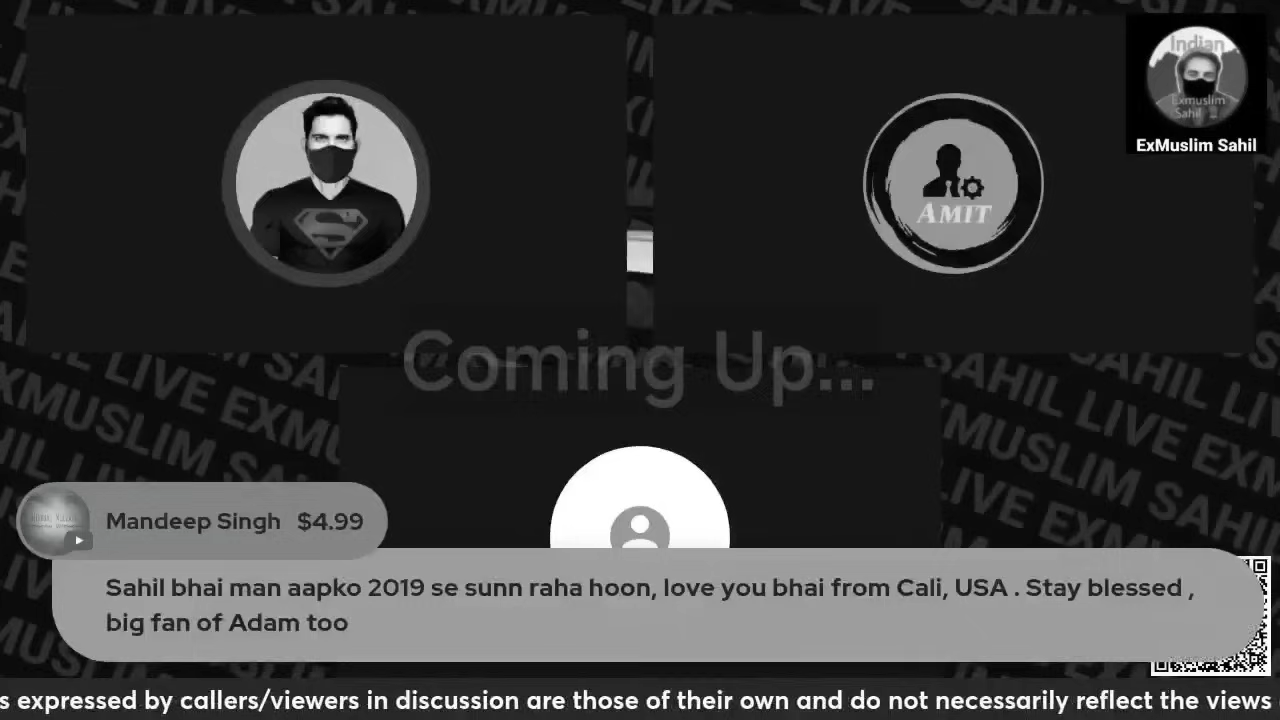 Indian
Exmuslim
Sahil
ExMuslim Sahil
AMIT
Coming Up...
Mandeep Singh $4.99
Sahil bhai man aapko 2019 se sunn raha hoon, love you bhai from Cali, USA . Stay blessed ,
big fan of Adam too
s expressed by callers/viewers in discussion are those of their own and do not necessarily reflect the views